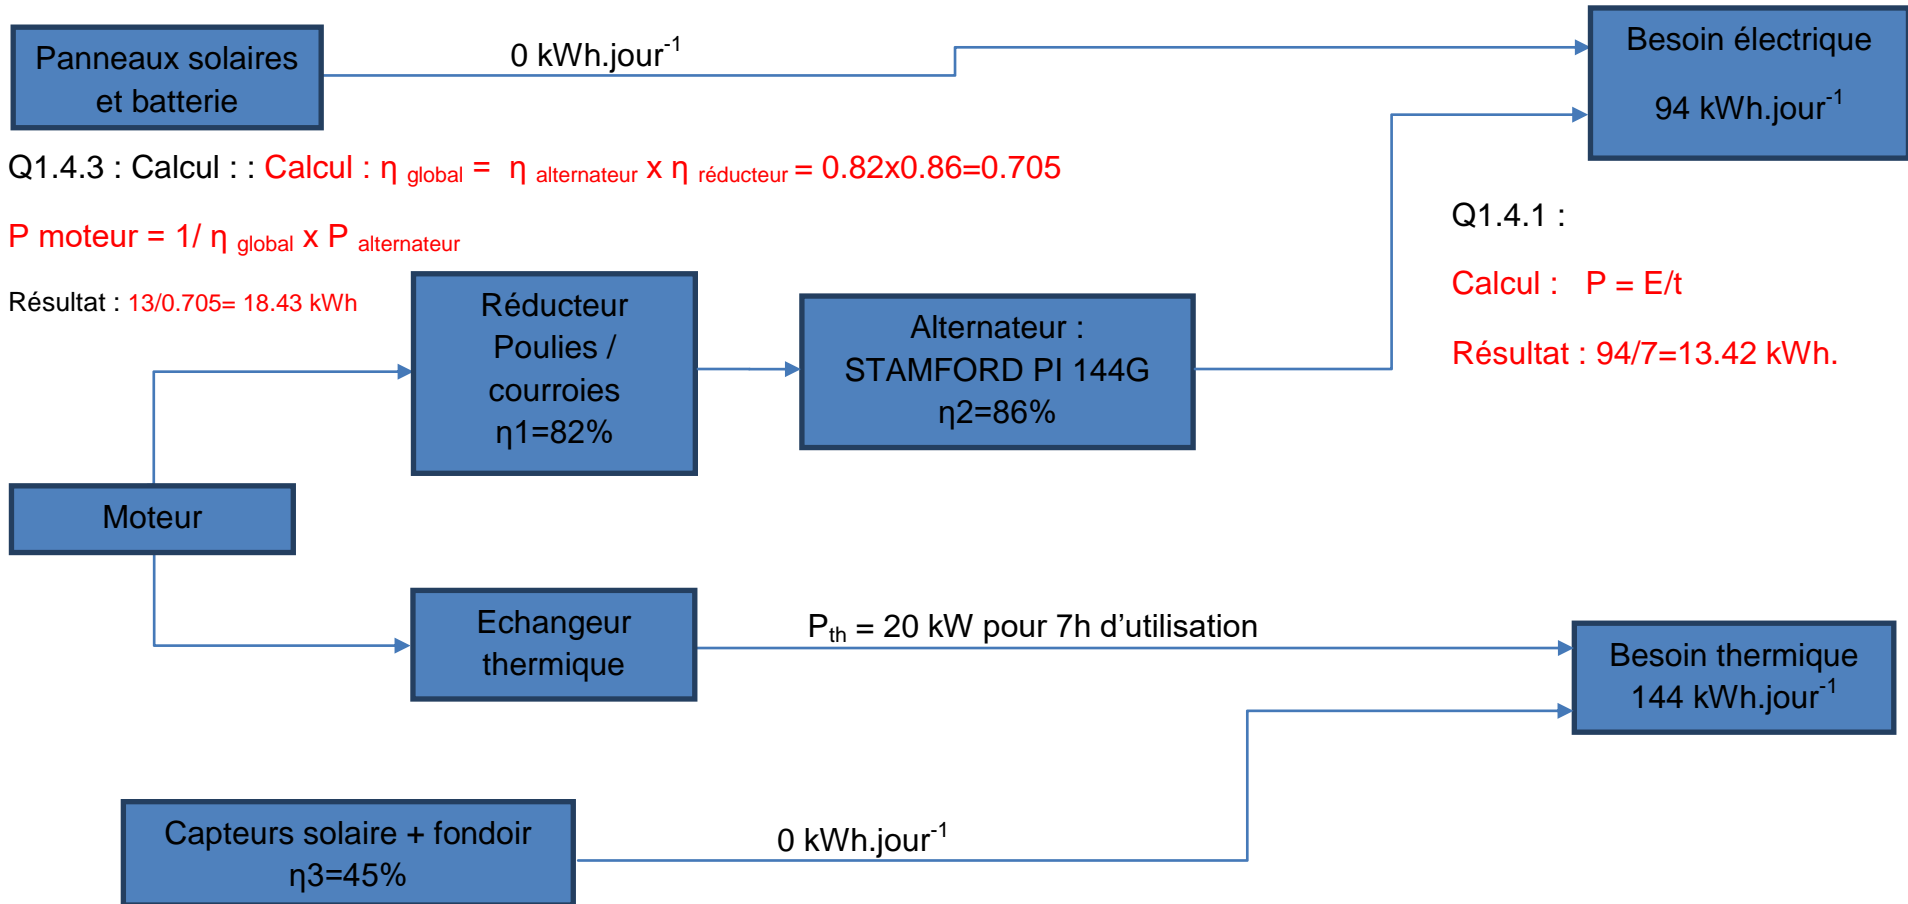 Panneaux solaires
et batterie
0 kWh.jour-1
Besoin électrique
94 kWh.jour-1
Q1.4.3 : Calcul : : Calcul : η global = η alternateur x η réducteur = 0.82x0.86=0.705
P moteur = 1/ η global x P alternateur
Résultat : 13/0.705= 18.43 kWh
Q1.4.1 :
Calcul : P = E/t
Résultat : 94/7=13.42 kWh.
Réducteur
Poulies /
courroies
η1=82%
Alternateur :
STAMFORD PI 144G
η2=86%
Moteur
Echangeur
thermique
Pth = 20 kW pour 7h d’utilisation
Besoin thermique
144 kWh.jour-1
Capteurs solaire + fondoir
η3=45%
0 kWh.jour-1